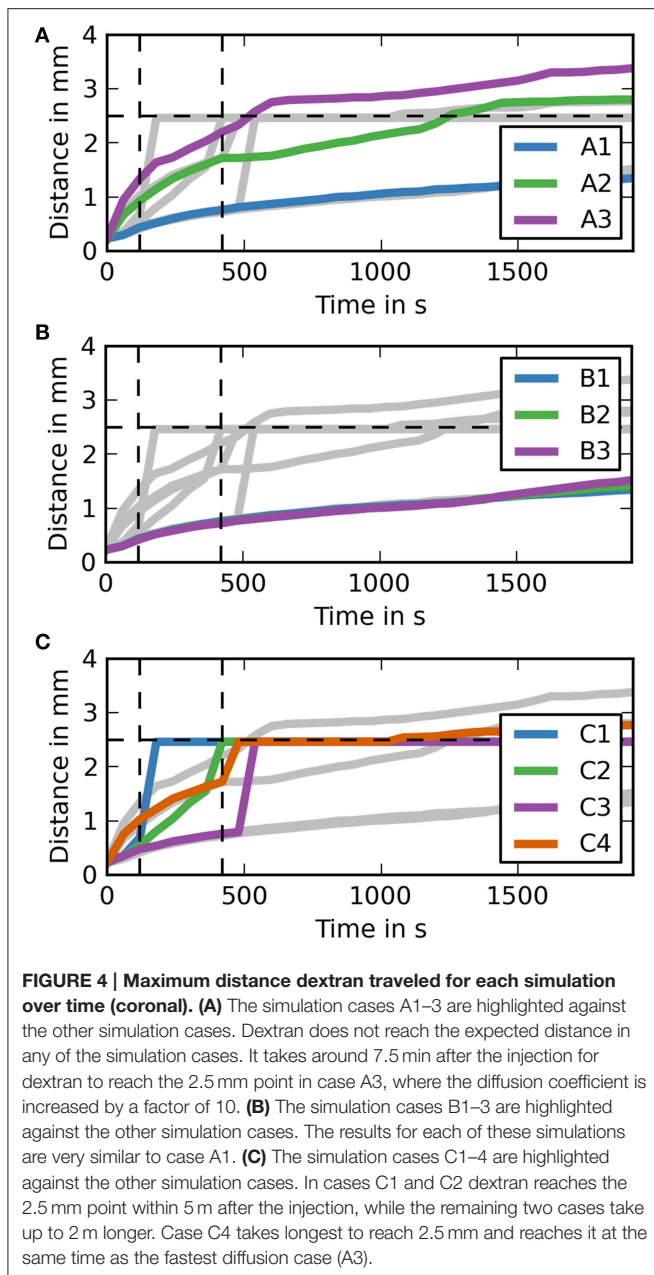 A
Distance in mm
4
3
2
1
0
A1
A2
A3
0 500 1000 1500
Time in s
B
Distance in mm
4
3
2
1
0
B1
B2
B3
0 500 1000 1500
Time in s
C
Distance in mm
4
3
2
1
0
C1
C2
C3
C4
0 500 1000 1500
Time in s
FIGURE 4 | Maximum distance dextran traveled for each simulation
over time (coronal). (A) The simulation cases A1–3 are highlighted against
the other simulation cases. Dextran does not reach the expected distance in
any of the simulation cases. It takes around 7.5 min after the injection for
dextran to reach the 2.5 mm point in case A3, where the diffusion coefficient is
increased by a factor of 10. (B) The simulation cases B1–3 are highlighted
against the other simulation cases. The results for each of these simulations
are very similar to case A1. (C) The simulation cases C1–4 are highlighted
against the other simulation cases. In cases C1 and C2 dextran reaches the
2.5 mm point within 5 m after the injection, while the remaining two cases take
up to 2 m longer. Case C4 takes longest to reach 2.5 mm and reaches it at the
same time as the fastest diffusion case (A3).